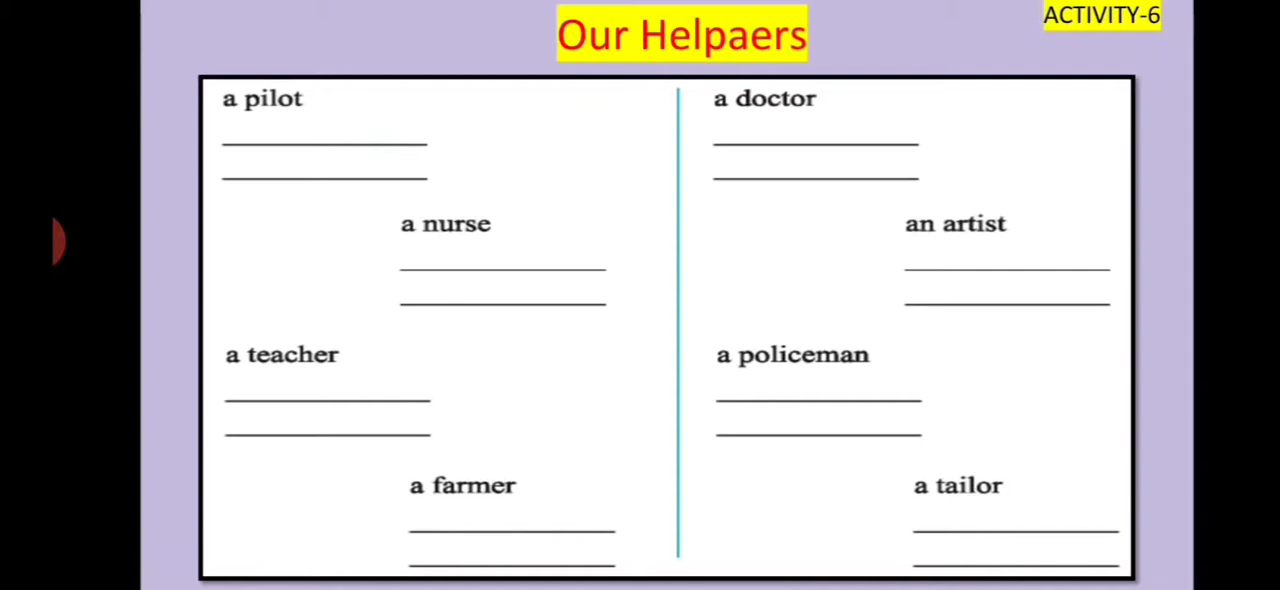 ACTIVITY-6
Our Helpaers
a pilot
a doctor
a nurse
an artist
a teacher
a policeman
a farmer
a tailor